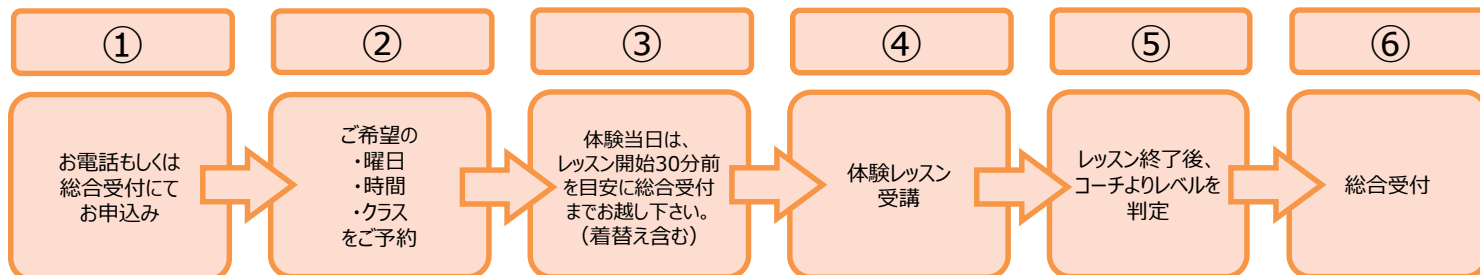 ①
②
③
④
⑤
⑥
お電話もしくは
総合受付にて
お申込み
ご希望の
・曜日
・時間
・クラス
をご予約
体験当日は、
レッスン開始30分前
を目安に総合受付
までお越し下さい。
（着替え含む）
体験レッスン
受講
レッスン終了後、
コーチよりレベルを
判定
総合受付